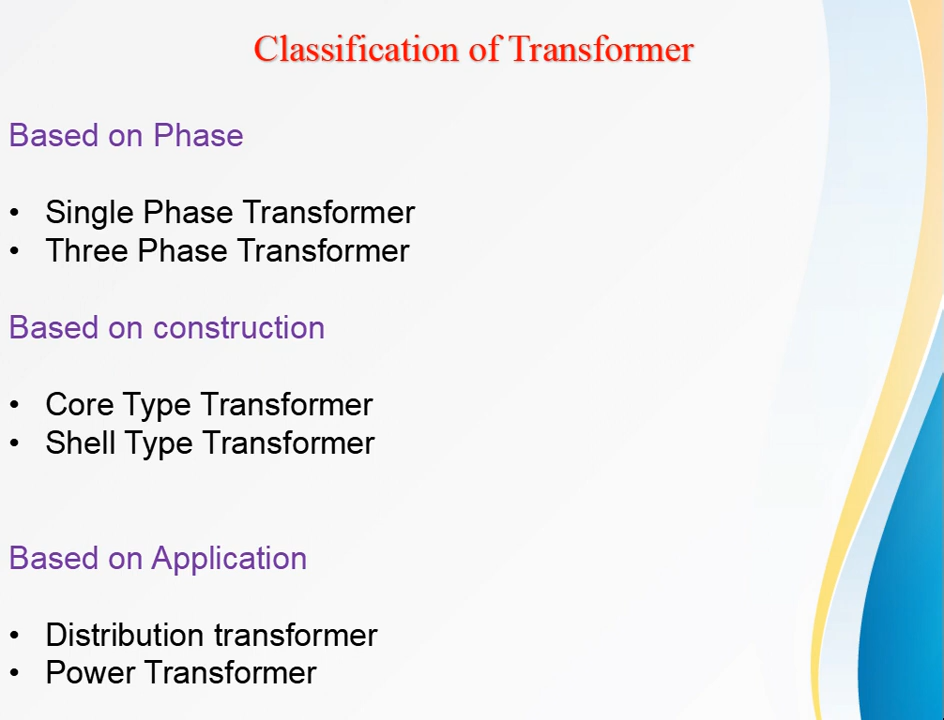 Classification of Transformer
Based on Phase
• Single Phase Transformer
• Three Phase Transformer
Based on construction
• Core Type Transformer
• Shell Type Transformer
Based on Application
• Distribution transformer
• Power Transformer